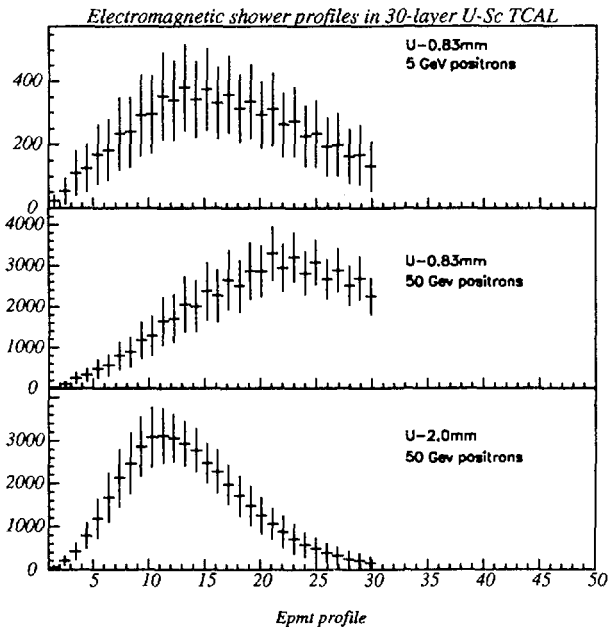 Electromagnetic shower profiles in 30-layer U-Sc TCAL
U-0.83mm
5 GeV positrons
400
200
0
U-0.83mm
50 Gev positrons
4000
3000
2000
1000
0
U-2.0mm
50 Gev positrons
3000
2000
1000
0
5 10 15 20 25 30 35 40 45 50
Epmt profile